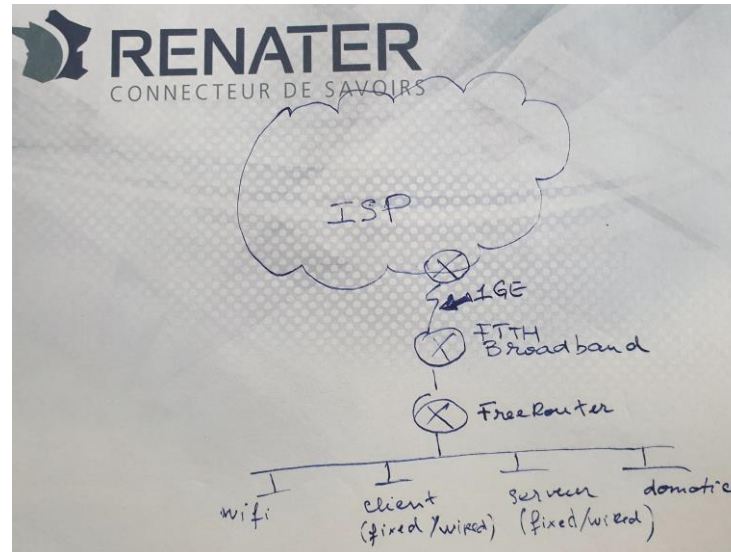 RENATER
CONNECTEUR DE SAVOIRS
ISP
1GE
FTTH
Broadband
FreeRouter
wifi
client
(fixed/wired)
serveur
(fixed/wired)
domotic